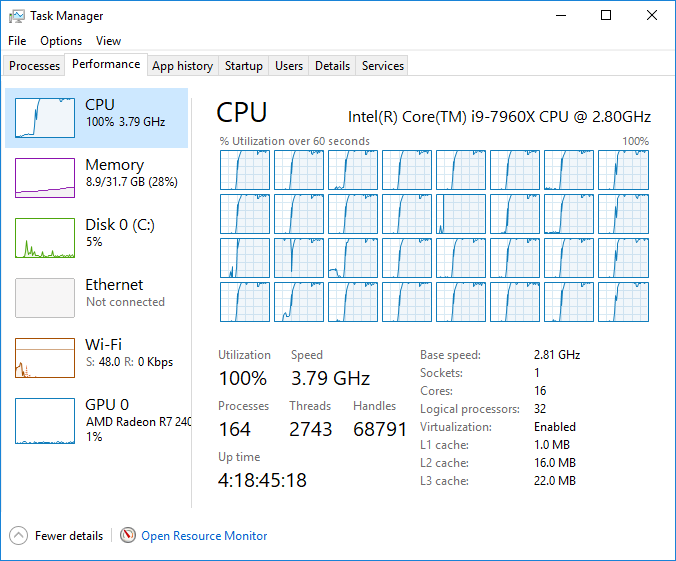 Task Manager
File Options View
Processes Performance App history Startup Users Details Services
CPU
100% 3.79 GHz
Memory
8.9/31.7 GB (28%)
Disk 0 (C:)
5%
Ethernet
Not connected
Wi-Fi
S: 48.0 R: 0 Kbps
GPU 0
AMD Radeon R7 240
1%
CPU
Intel(R) Core(TM) i9-7960X CPU @ 2.80GHz
% Utilization over 60 seconds 100%
Utilization Speed
100% 3.79 GHz
Processes Threads Handles
164 2743 68791
Up time
4:18:45:18
Base speed: 2.81 GHz
Sockets: 1
Cores: 16
Logical processors: 32
Virtualization: Enabled
L1 cache: 1.0 MB
L2 cache: 16.0 MB
L3 cache: 22.0 MB
Fewer details Open Resource Monitor